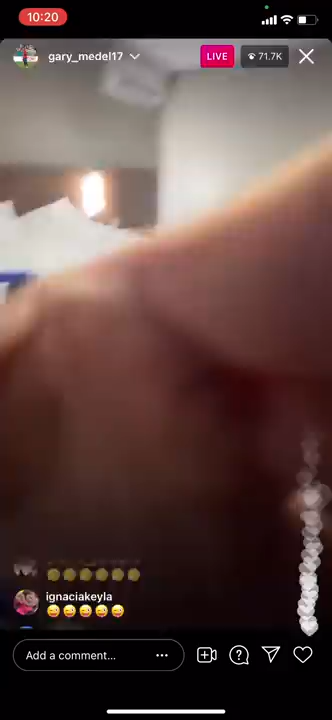 10:20
gary_medel17
LIVE
71.7K
ignaciakeyla
Add a comment...